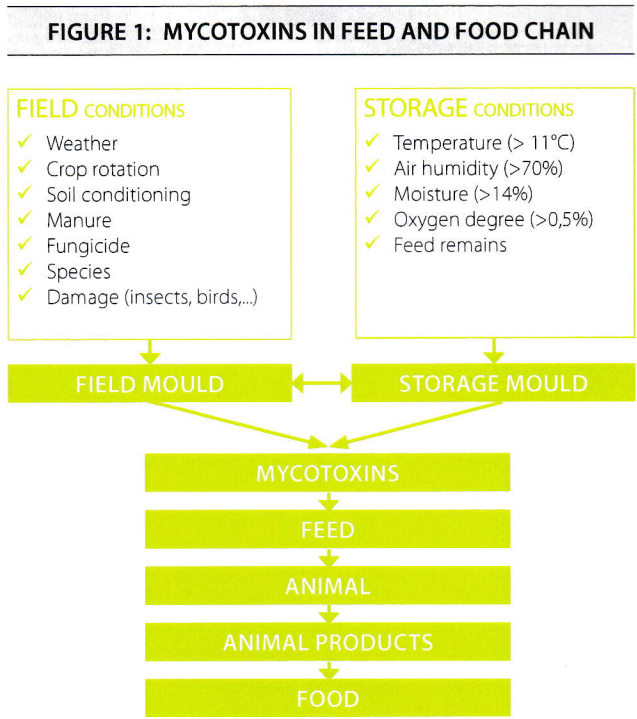 FIGURE 1: MYCOTOXINS IN FEED AND FOOD CHAIN
FIELD CONDITIONS
Weather
Crop rotation
Soil conditioning
Manure
Fungicide
Species
Damage (insects, birds,...)
STORAGE CONDITIONS
Temperature (> 11°C)
Air humidity (>70%)
Moisture (>14%)
Oxygen degree (>0,5%)
Feed remains
FIELD MOULD
STORAGE MOULD
MYCOTOXINS
FEED
ANIMAL
ANIMAL PRODUCTS
FOOD